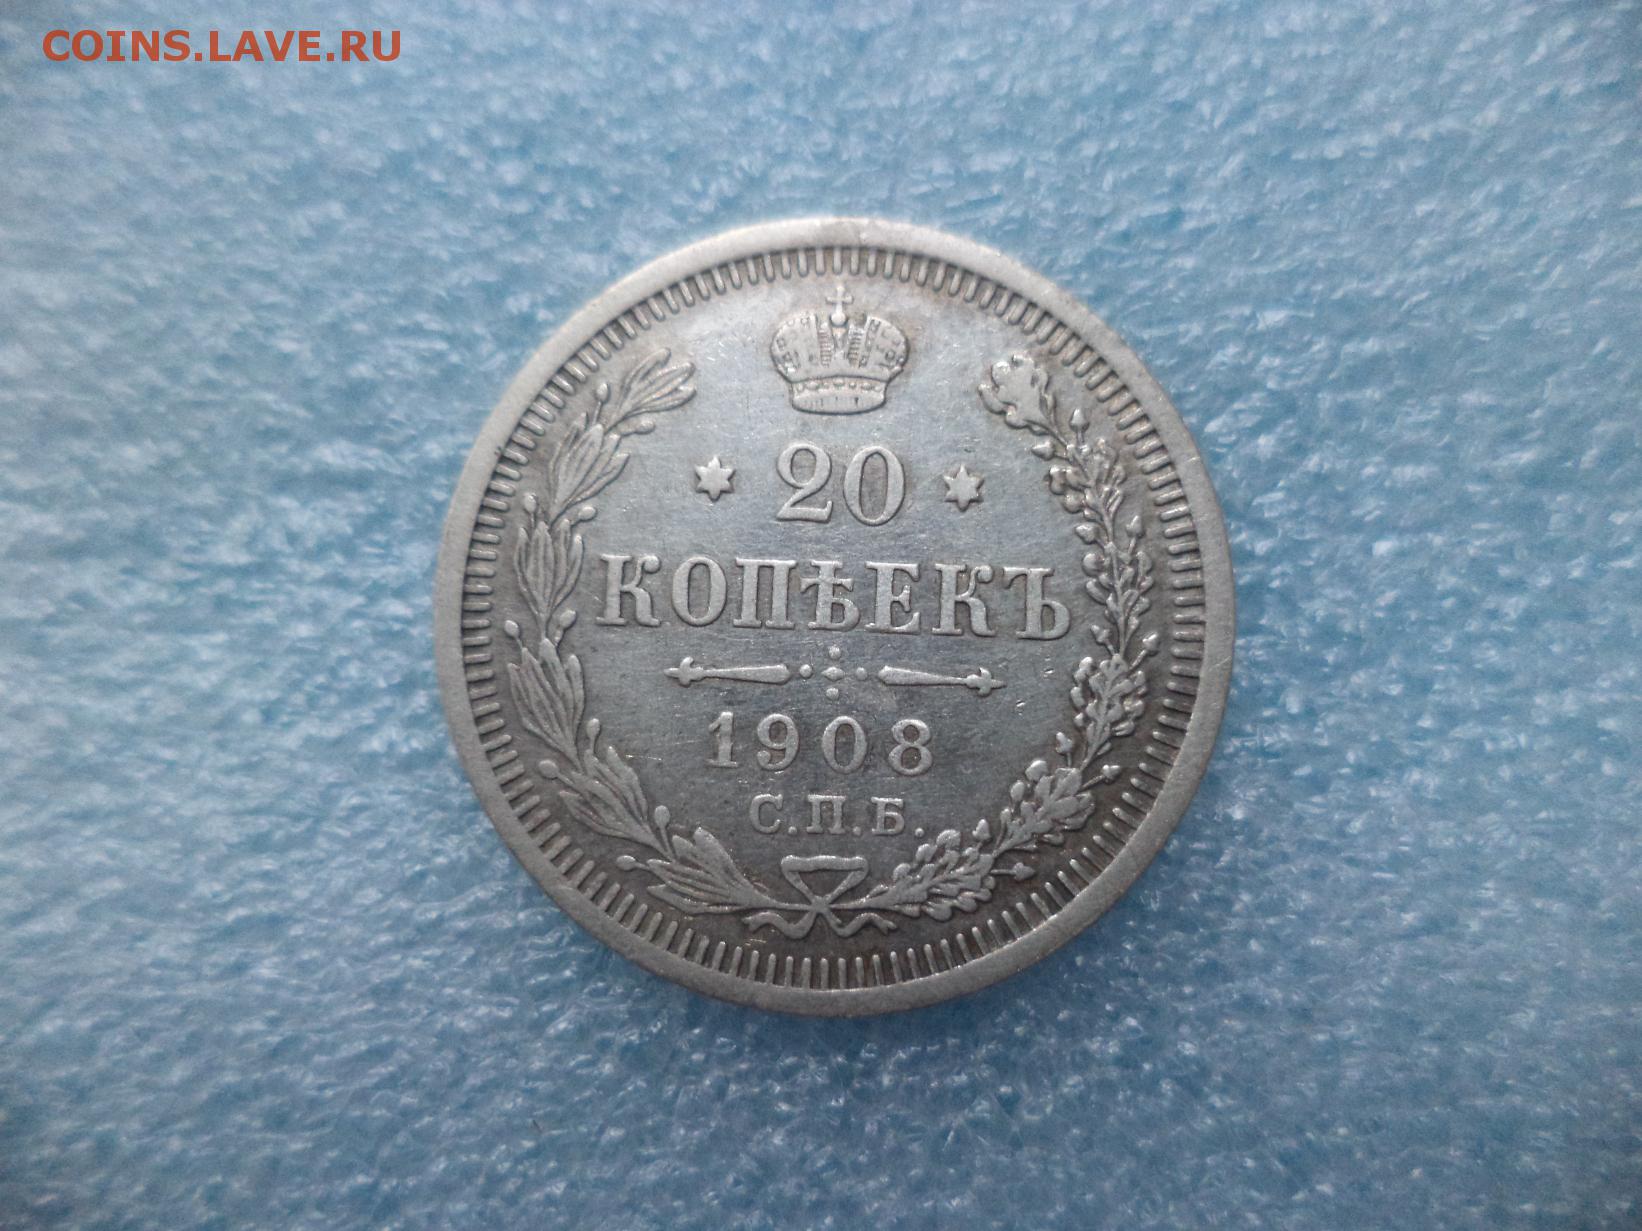 COINS.LAVE.RU
20
КОПѢЕКЪ
1908
С.П.Б.